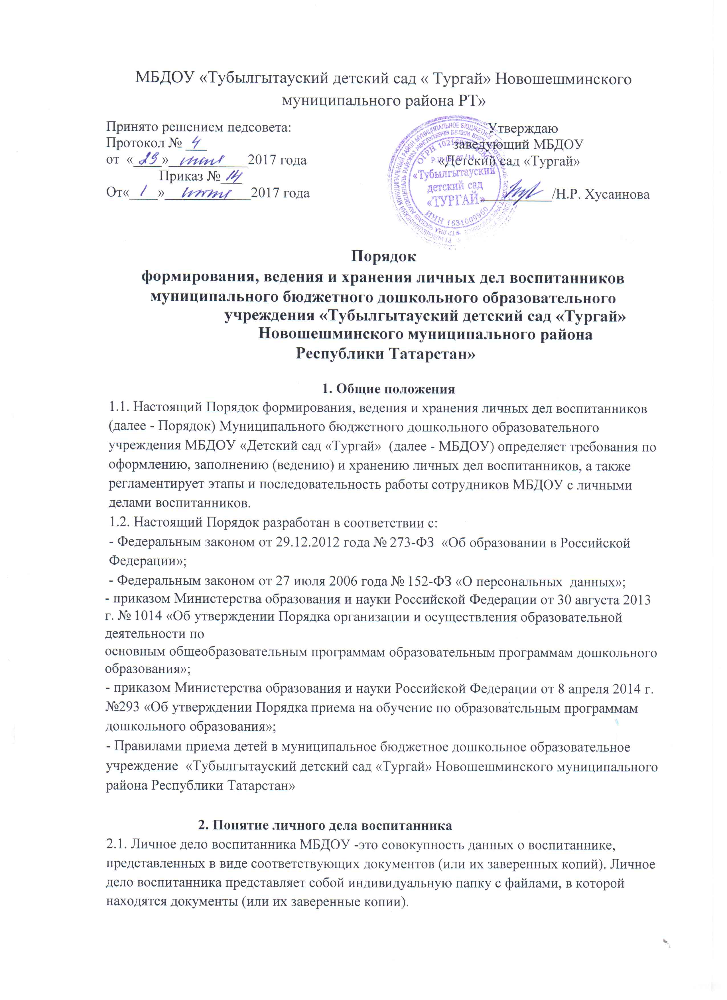 МБДОУ «Тубылгытауский детский сад « Тургай» Новошешминского
муниципального района РТ»
Принято решением педсовета:
Протокол № 4
от «29» 2017 года
Приказ № 14
От« 1 » 2017 года
Утверждаю
заведующий МБДОУ
«Детский сад «Тургай»
/Н.Р. Хусаинова
«Тубылгытауский
детский сад
«ТУРГАЙ»
ИНН 1631003960
Порядок
формирования, ведения и хранения личных дел воспитанников
муниципального бюджетного дошкольного образовательного
учреждения «Тубылгытауский детский сад «Тургай»
Новошешминского муниципального района
Республики Татарстан»
1. Общие положения
1.1. Настоящий Порядок формирования, ведения и хранения личных дел воспитанников
(далее - Порядок) Муниципального бюджетного дошкольного образовательного
учреждения МБДОУ «Детский сад «Тургай» (далее - МБДОУ) определяет требования по
оформлению, заполнению (ведению) и хранению личных дел воспитанников, а также
регламентирует этапы и последовательность работы сотрудников МБДОУ с личными
делами воспитанников.
1.2. Настоящий Порядок разработан в соответствии с:
- Федеральным законом от 29.12.2012 года № 273-ФЗ «Об образовании в Российской
Федерации»;
- Федеральным законом от 27 июля 2006 года № 152-ФЗ «О персональных данных»;
- приказом Министерства образования и науки Российской Федерации от 30 августа 2013
г. № 1014 «Об утверждении Порядка организации и осуществления образовательной
деятельности по
основным общеобразовательным программам образовательным программам дошкольного
образования»;
- приказом Министерства образования и науки Российской Федерации от 8 апреля 2014 г.
№293 «Об утверждении Порядка приема на обучение по образовательным программам
дошкольного образования»;
- Правилами приема детей в муниципальное бюджетное дошкольное образовательное
учреждение «Тубылгытауский детский сад «Тургай» Новошешминского муниципального
района Республики Татарстан»
2. Понятие личного дела воспитанника
2.1. Личное дело воспитанника МБДОУ -это совокупность данных о воспитаннике,
представленных в виде соответствующих документов (или их заверенных копий). Личное
дело воспитанника представляет собой индивидуальную папку с файлами, в которой
находятся документы (или их заверенные копии).